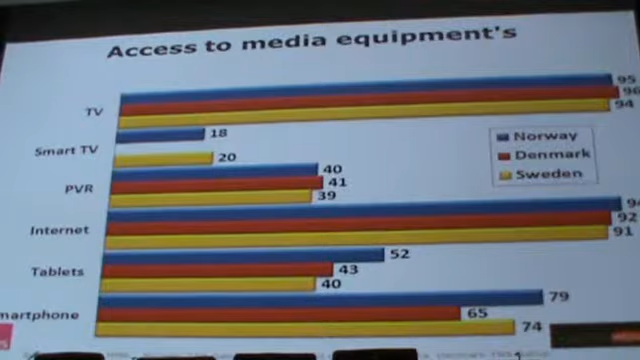 Access to media equipment's
TV
95
96
94
Smart TV
18
20
PVR
40
41
39
Internet
94
92
91
Tablets
52
43
40
martphone
79
65
74
Norway
Denmark
Sweden